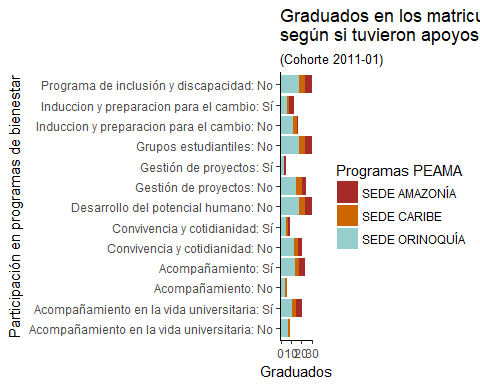 Graduados en los matricu
según si tuvieron apoyos
(Cohorte 2011-01)
Participación en programas de bienestar
Programa de inclusión y discapacidad: No
Induccion y preparacion para el cambio: Sí
Induccion y preparacion para el cambio: No
Grupos estudiantiles: No
Gestión de proyectos: Sí
Gestión de proyectos: No
Desarrollo del potencial humano: No
Convivencia y cotidianidad: Sí
Convivencia y cotidianidad: No
Acompañamiento: Sí
Acompañamiento: No
Acompañamiento en la vida universitaria: Sí
Acompañamiento en la vida universitaria: No
0 10 20 30
Graduados
Programas PEAMA
SEDE AMAZONÍA
SEDE CARIBE
SEDE ORINOQUÍA